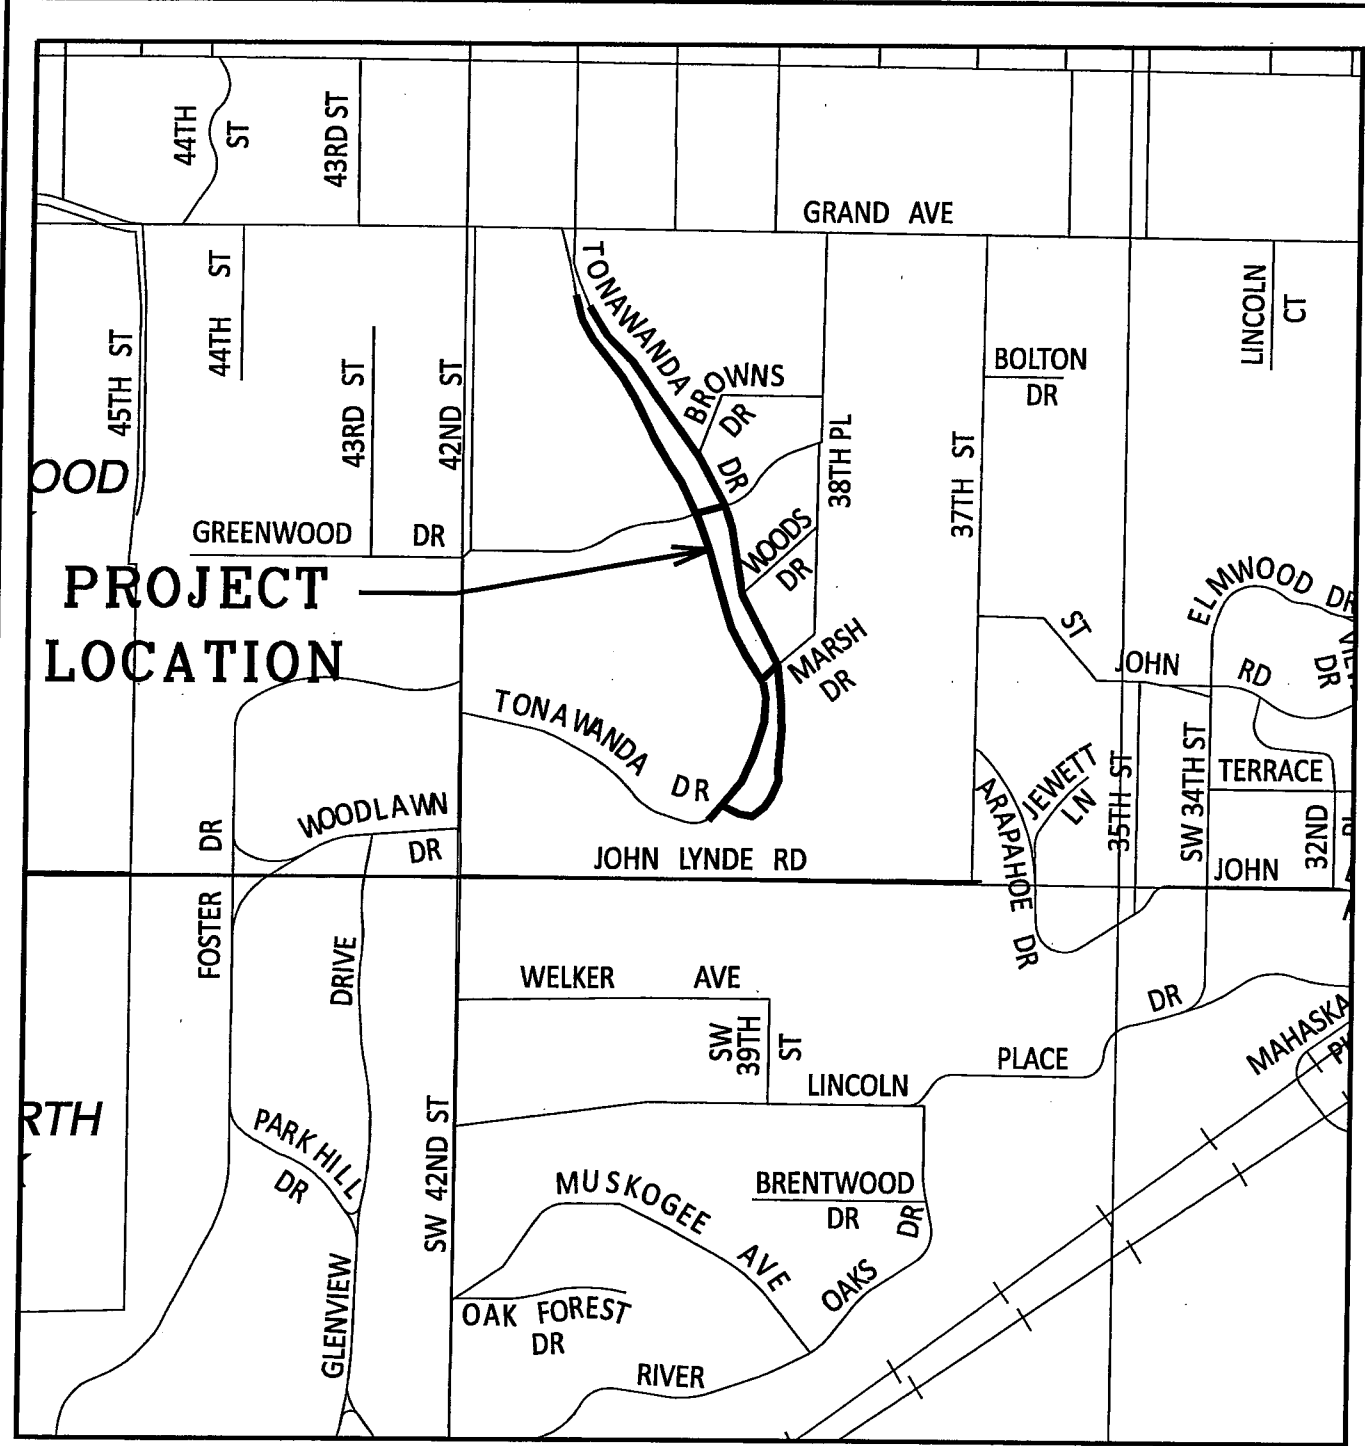 44TH
ST
43RD ST
GRAND AVE
44TH ST
45TH ST
43RD ST
42ND ST
TONAWANDA
DR
BROWNS
DR
38TH PL
37TH ST
BOLTON
DR
LINCOLN
CT
OOD
GREENWOOD DR
WOODS
DR
PROJECT
LOCATION
MARSH
DR
ELMWOOD DR
ST
JOHN RD
DR
TONAWANDA DR
ARAPAHOE DR
JEWETT
LN
35TH ST
SW 34TH ST
TERRACE
32ND
WOODLAWN
DR
FOSTER DR
JOHN LYNDE RD
JOHN
GLENVIEW DRIVE
WELKER AVE
SW
39TH
ST
LINCOLN PLACE DR
MAHASKA
RTH
PARK HILL
DR
SW 42ND ST
MUSKOGEE AVE
BRENTWOOD
DR
OAK FOREST
DR
RIVER OAKS DR